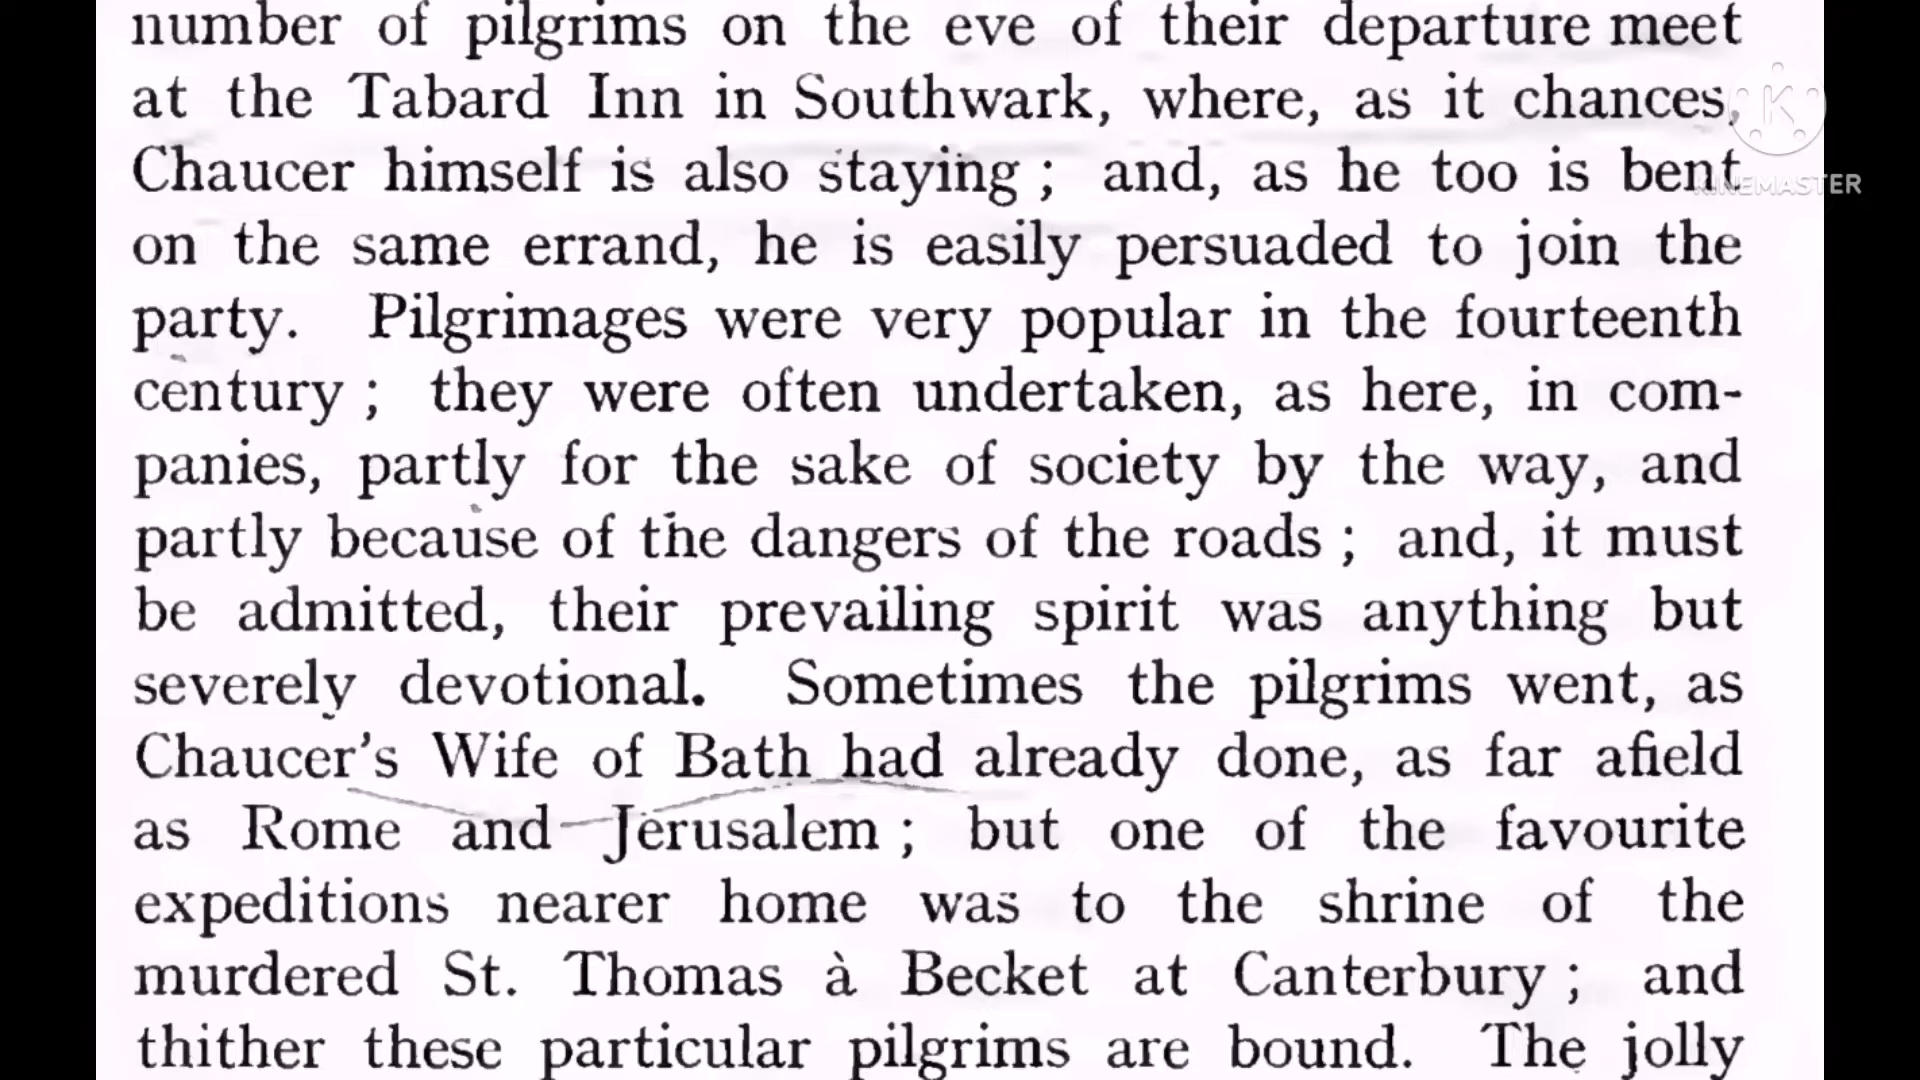 number of pilgrims on the eve of their departure meet
at the Tabard Inn in Southwark, where, as it chances,
Chaucer himself is also staying ; and, as he too is bent
on the same errand, he is easily persuaded to join the
party. Pilgrimages were very popular in the fourteenth
century ; they were often undertaken, as here, in com-
panies, partly for the sake of society by the way, and
partly because of the dangers of the roads ; and, it must
be admitted, their prevailing spirit was anything but
severely devotional. Sometimes the pilgrims went, as
Chaucer's Wife of Bath had already done, as far afield
as Rome and Jerusalem ; but one of the favourite
expeditions nearer home was to the shrine of the
murdered St. Thomas à Becket at Canterbury ; and
thither these particular pilgrims are bound. The jolly
K
KINEMASTER